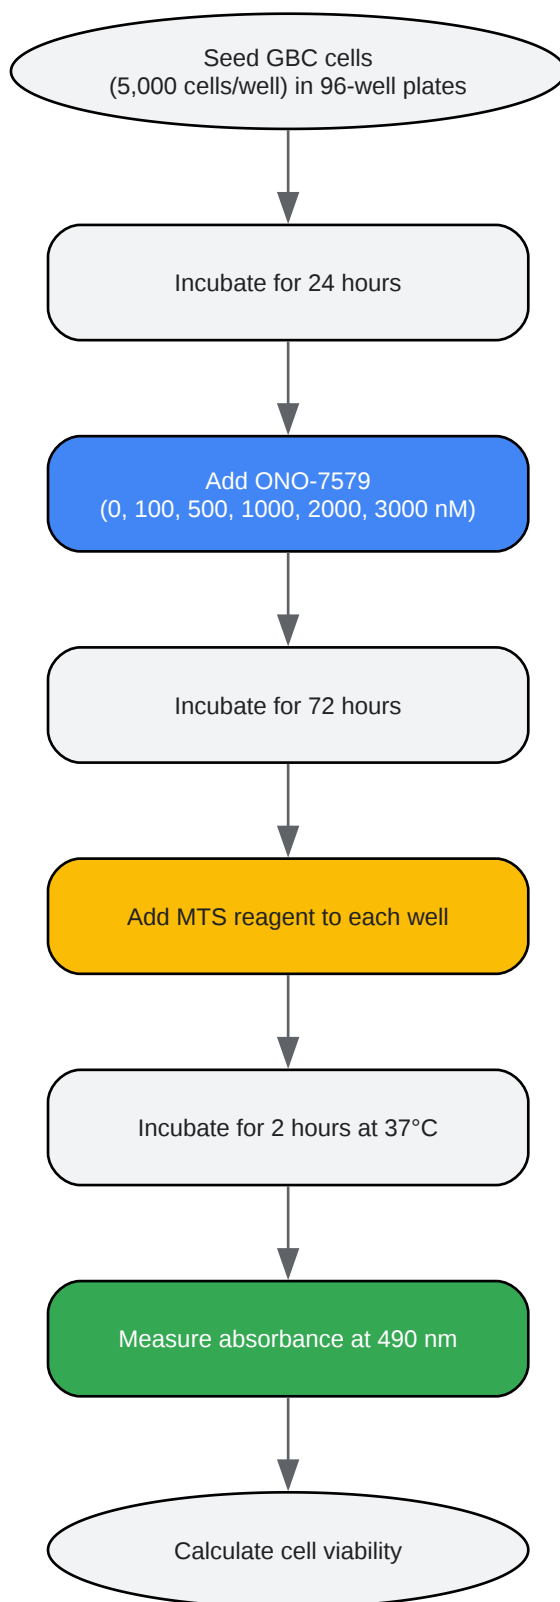 Seed GBC cells
(5,000 cells/well) in 96-well plates
Incubate for 24 hours
Add ONO-7579
(0, 100, 500, 1000, 2000, 3000 nM)
Incubate for 72 hours
Add MTS reagent to each well
Incubate for 2 hours at 37°C
Measure absorbance at 490 nm
Calculate cell viability